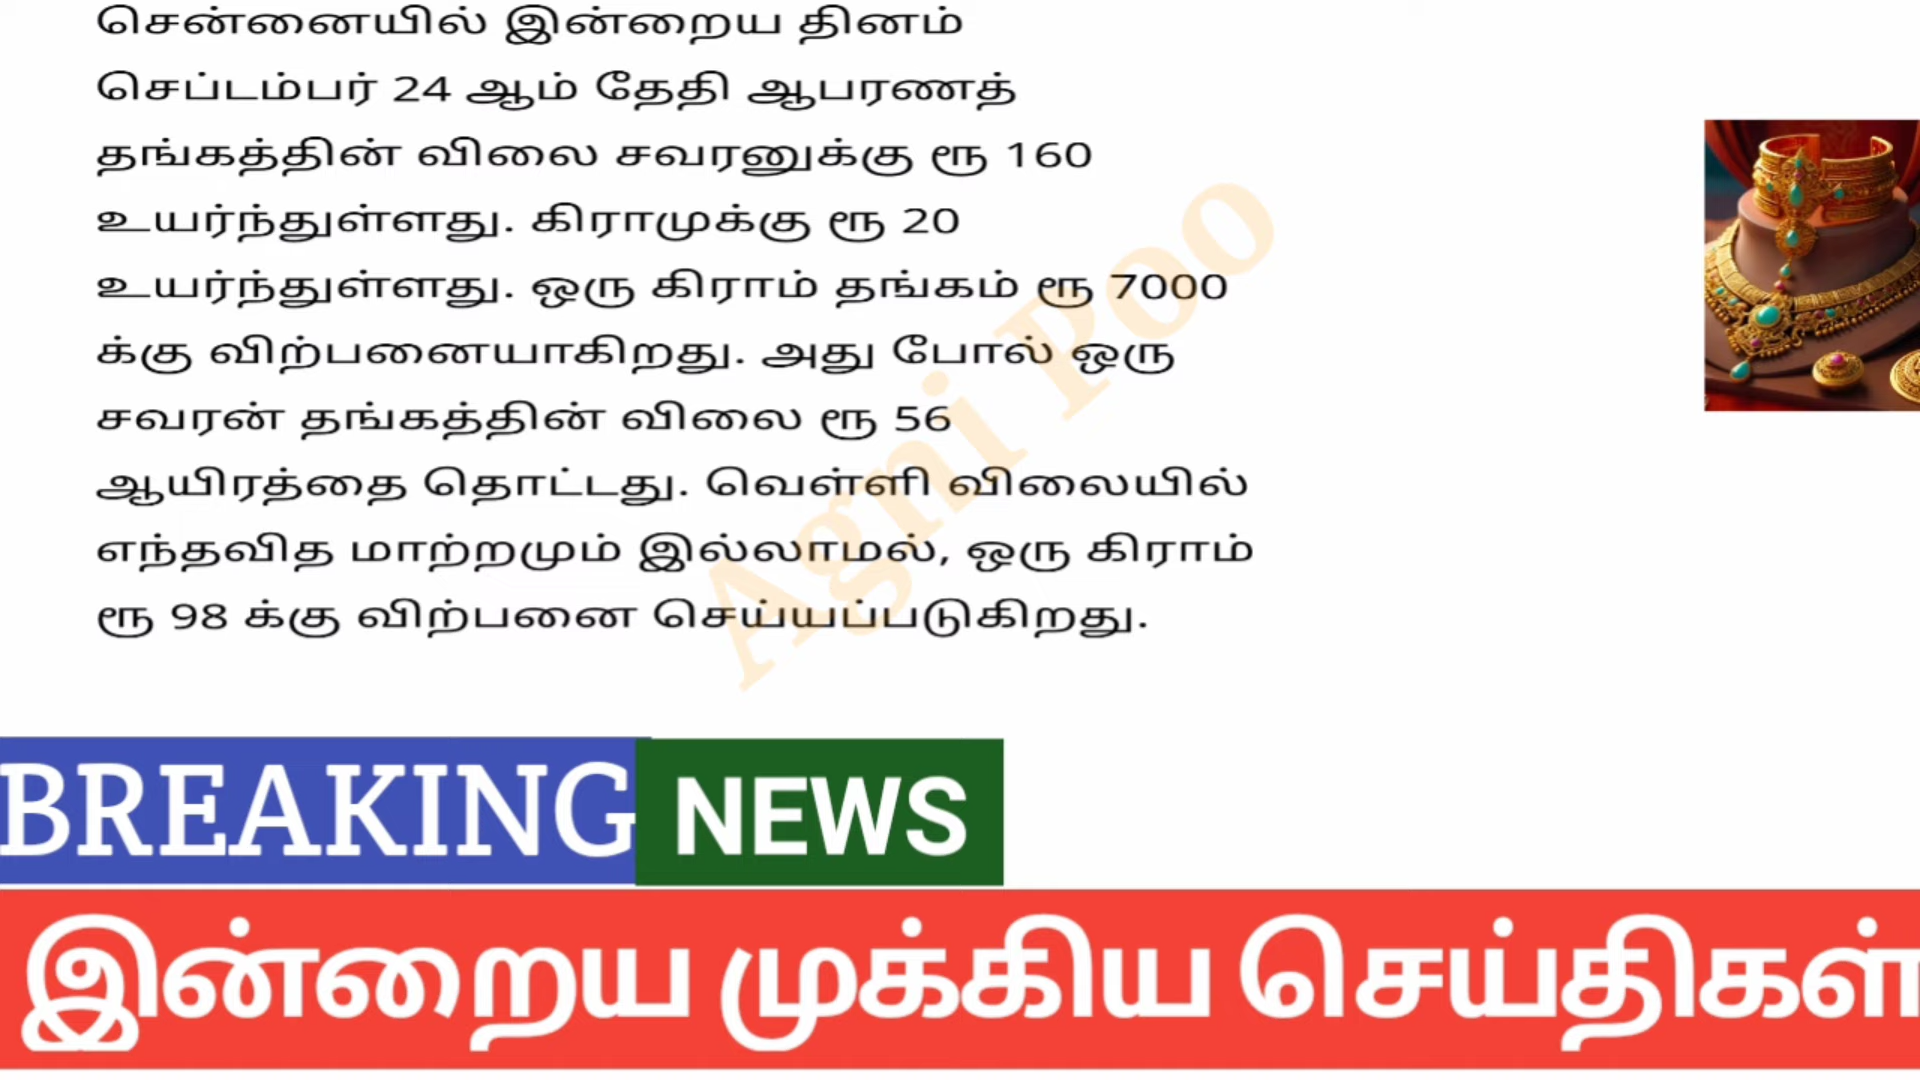 சென்னையில் இன்றைய தினம்
செப்டம்பர் 24 ஆம் தேதி ஆபரணத்
தங்கத்தின் விலை சவரனுக்கு ரூ 160
உயர்ந்துள்ளது. கிராமுக்கு ரூ 20
உயர்ந்துள்ளது. ஒரு கிராம் தங்கம் ரூ 7000
க்கு விற்பனையாகிறது. அது போல் ஒரு
சவரன் தங்கத்தின் விலை ரூ 56
ஆயிரத்தை தொட்டது. வெள்ளி விலையில்
எந்தவித மாற்றமும் இல்லாமல், ஒரு கிராம்
ரூ 98 க்கு விற்பனை செய்யப்படுகிறது.
Agni Poo
BREAKING NEWS
இன்றைய முக்கிய செய்திகள்